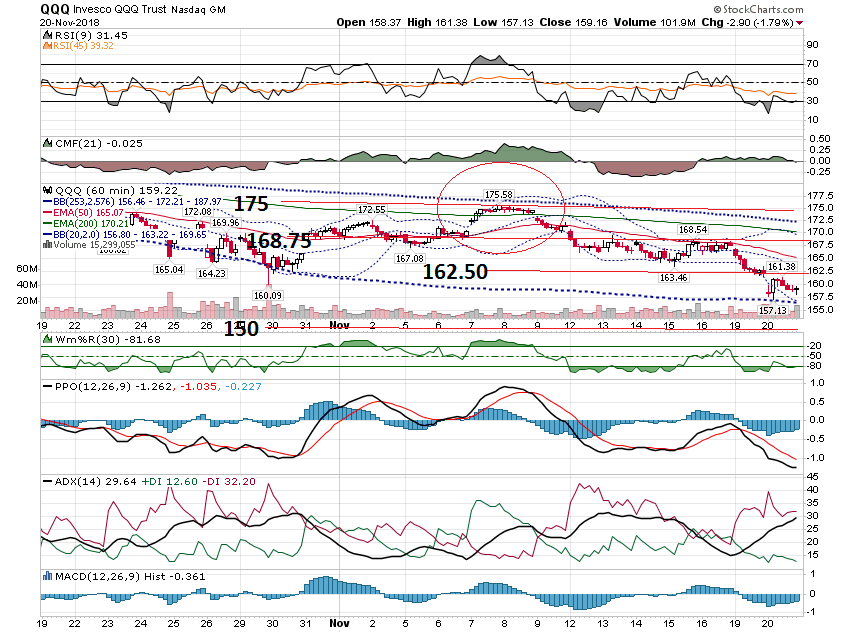 QQQ Invesco QQQ Trust Nasdaq GM
© StockCharts.com
20-Nov-2018
Open 158.37 High 161.38 Low 157.13 Close 159.16 Volume 101.9M Chg -2.90 (-1.79%)
RSI(9) 31.45
RSI(45) 39.32
90
70
50
30
10
CMF(21) -0.025
0.50
0.25
0.00
-0.25
QQQ (60 min) 159.22
BB(253,2.576) 156.46 - 172.21 - 187.97
EMA(50) 165.07
EMA(200) 170.21
BB(20,2.0) 156.80 - 163.22 - 169.65
Volume 15,299,055
175
168.75
162.50
150
172.08
169.96
165.04
164.23
160.09
172.55
167.08
175.58
163.46
168.54
161.38
157.13
177.5
175.0
172.5
170.0
167.5
165.0
162.5
160.0
157.5
155.0
60M
40M
20M
19 22 23 24 25 26 29 30 31 Nov 2 5 6 7 8 9 12 13 14 15 16 19 20
Wm%R(30) -81.68
-20
-50
-80
PPO(12,26,9) -1.262, -1.035, -0.227
1.0
0.5
0.0
-0.5
-1.0
ADX(14) 29.64 +DI 12.60 -DI 32.20
45
40
35
30
25
20
15
MACD(12,26,9) Hist -0.361
1
0
-1
19 22 23 24 25 26 29 30 31 Nov 2 5 6 7 8 9 12 13 14 15 16 19 20